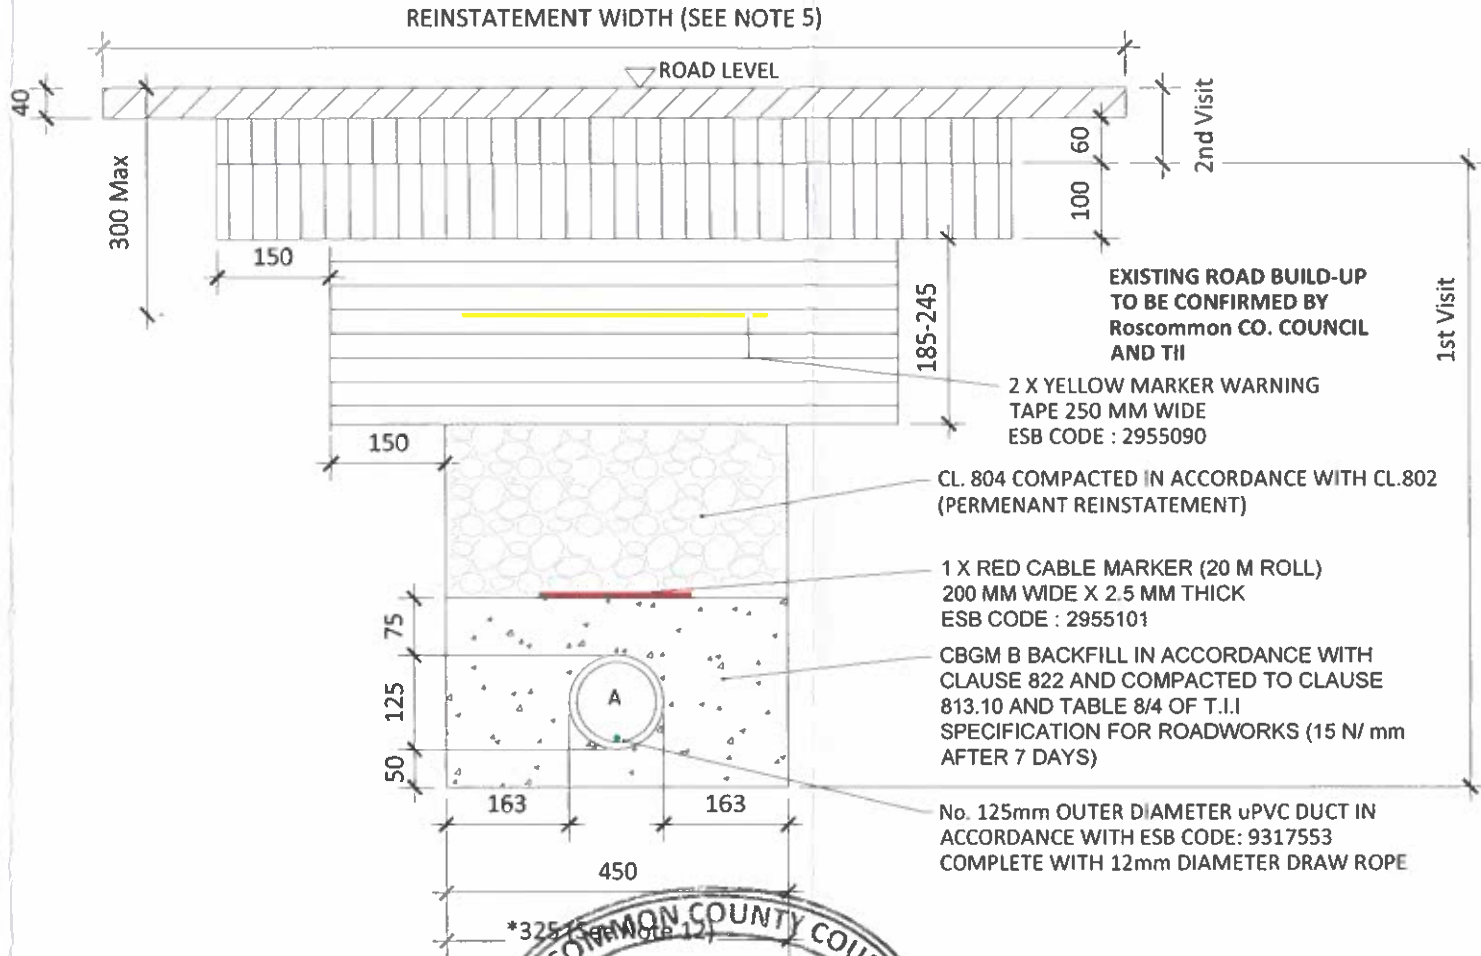 REINSTATEMENT WIDTH (SEE NOTE 5)
ROAD LEVEL
40
300 Max
60
100
2nd Visit
1st Visit
150
185-245
EXISTING ROAD BUILD-UP
TO BE CONFIRMED BY
Roscommon CO. COUNCIL
AND TII
2 X YELLOW MARKER WARNING
TAPE 250 MM WIDE
ESB CODE : 2955090
150
CL. 804 COMPACTED IN ACCORDANCE WITH CL.802
(PERMENANT REINSTATEMENT)
1 X RED CABLE MARKER (20 M ROLL)
200 MM WIDE X 2.5 MM THICK
ESB CODE : 2955101
75
125
50
A
CBGM B BACKFILL IN ACCORDANCE WITH
CLAUSE 822 AND COMPACTED TO CLAUSE
813.10 AND TABLE 8/4 OF T.I.I
SPECIFICATION FOR ROADWORKS (15 N/ mm
AFTER 7 DAYS)
163
163
No. 125mm OUTER DIAMETER uPVC DUCT IN
ACCORDANCE WITH ESB CODE: 9317553
COMPLETE WITH 12mm DIAMETER DRAW ROPE
450
*325 (See Note 12)
COUNTY